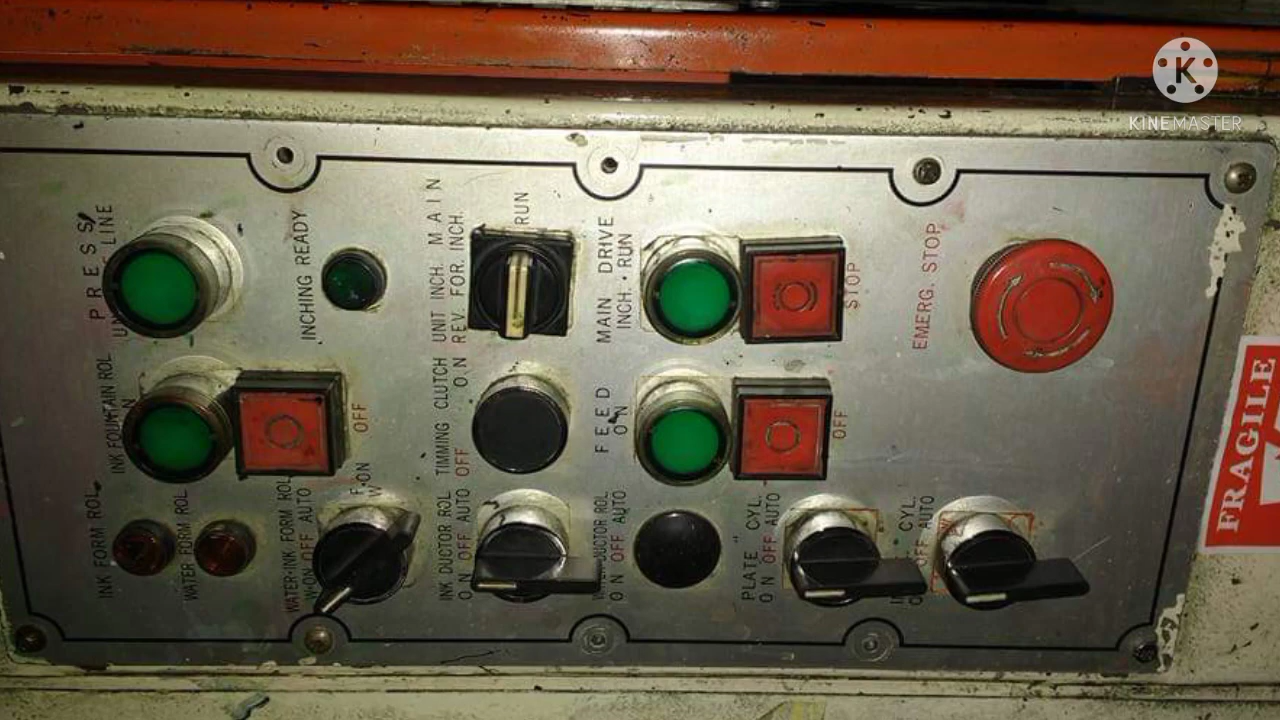 K
KINEMASTER
PRESS
LINE
INCHING READY
MAIN
UNIT INCH.
REV. FOR. INCH.
RUN
MAIN DRIVE
INCH. • RUN
STOP
EMERG. STOP
INK FOUNTAIN ROL
OFF
TIMMING CLUTCH
OFF ON
FEED
ON
OFF
INK FORM ROL
WATER FORM ROL
WATER-INK FORM ROL
W-ON OFF AUTO
INK DUCTOR ROL
ON OFF AUTO
DUCTOR ROL
ON OFF AUTO
PLATE CYL.
ON OFF AUTO
CYL.
OFF AUTO
FRAGILE